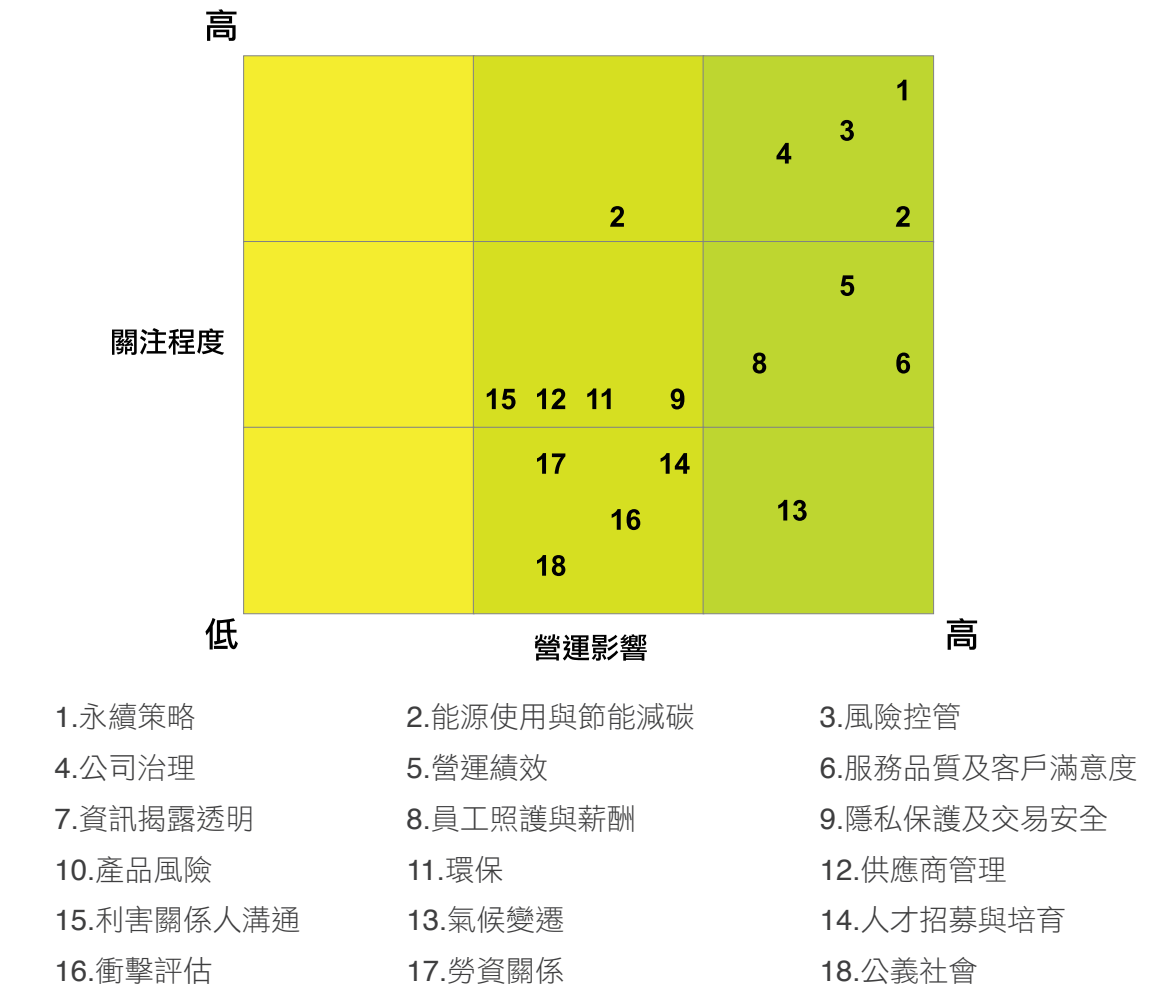 高
1
3
4
2 2
5
關注程度
8 6
15 12 11 9
17 14
13
16
18
低 高
營運影響
1.永續策略 2.能源使用與節能減碳 3.風險控管
4.公司治理 5.營運績效 6.服務品質及客戶滿意度
7.資訊揭露透明 8.員工照護與薪酬 9.隱私保護及交易安全
10.產品風險 11.環保 12.供應商管理
15.利害關係人溝通 13.氣候變遷 14.人才招募與培育
16.衝擊評估 17.勞資關係 18.公義社會